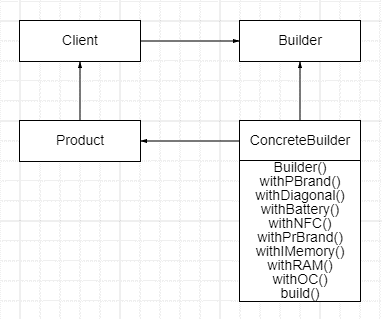 Client
Builder
Product
ConcreteBuilder
Builder()
withPBrand()
withDiagonal()
withBattery()
withNFC()
withPrBrand()
withIMemory()
withRAM()
withOC()
build()